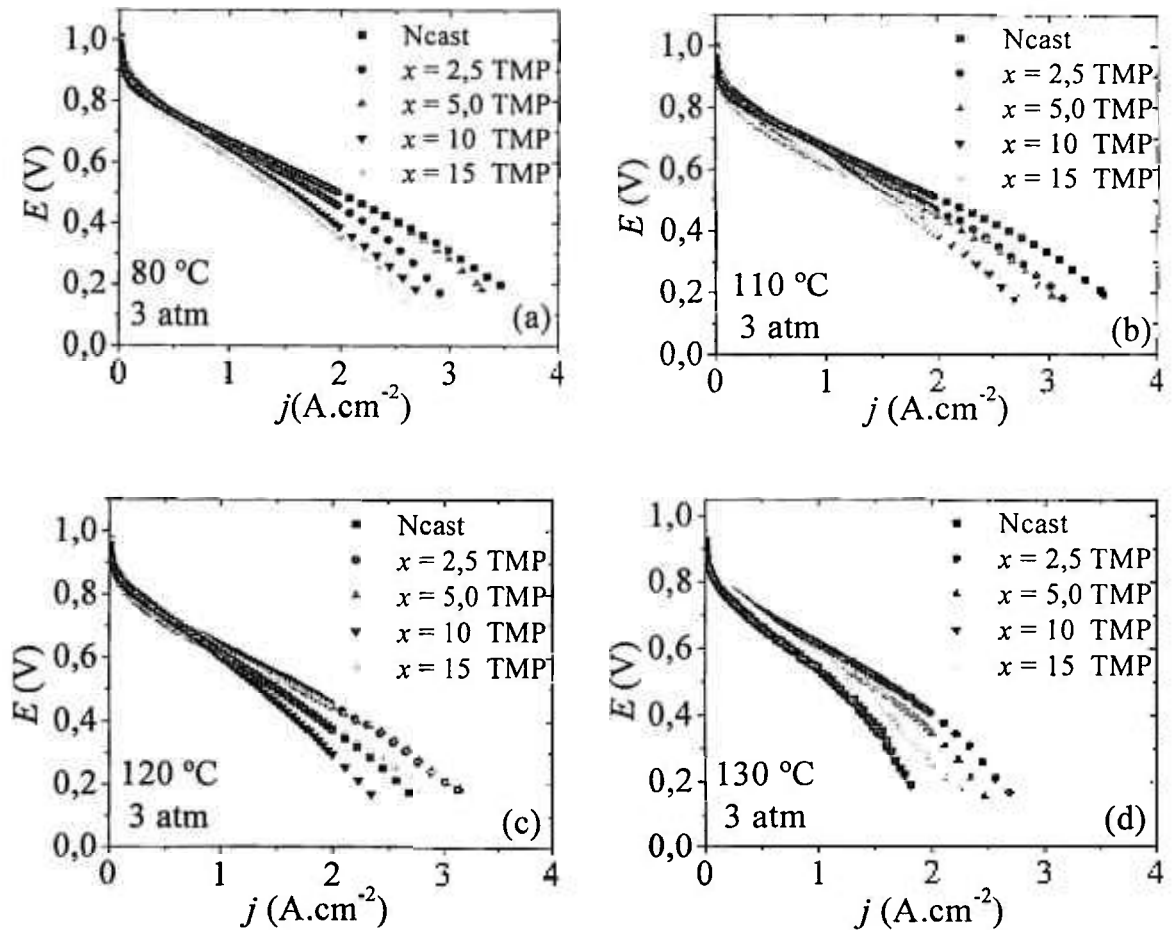 1,0
0,8
0,6
0,4
0,2
0,0
E (V)
Ncast
x = 2,5 TMP
x = 5,0 TMP
x = 10 TMP
x = 15 TMP
80 ºC
3 atm
(a)
0 1 2 3 4
j(A.cm-2)
1,0
0,8
0,6
0,4
0,2
0,0
E (V)
Ncast
x = 2,5 TMP
x = 5,0 TMP
x = 10 TMP
x = 15 TMP
110 ºC
3 atm
(b)
0 1 2 3 4
j (A.cm-2)
1,0
0,8
0,6
0,4
0,2
0,0
E (V)
Ncast
x = 2,5 TMP
x = 5,0 TMP
x = 10 TMP
x = 15 TMP
120 ºC
3 atm
(c)
0 1 2 3 4
j (A.cm-2)
1,0
0,8
0,6
0,4
0,2
0,0
E (V)
Ncast
x = 2,5 TMP
x = 5,0 TMP
x = 10 TMP
x = 15 TMP
130 ºC
3 atm
(d)
0 1 2 3 4
j (A.cm-2)